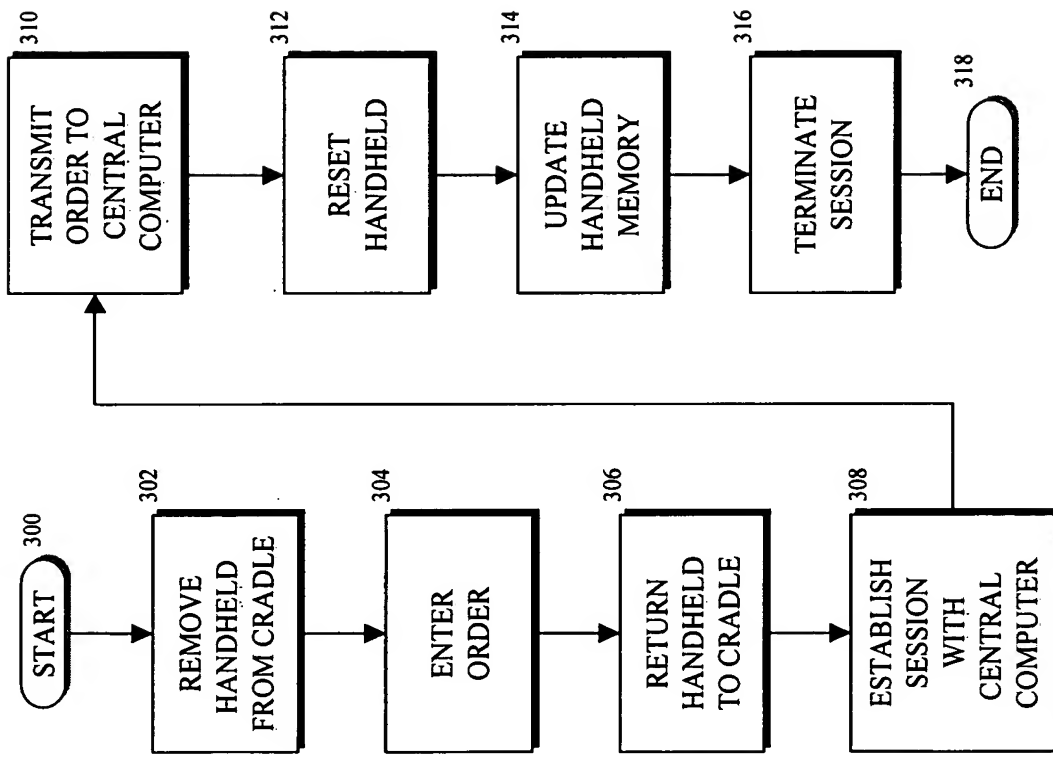 300
START
302
REMOVE
HANDHELD
FROM CRADLE
304
ENTER
ORDER
306
RETURN
HANDHELD
TO CRADLE
308
ESTABLISH
SESSION
WITH
CENTRAL
COMPUTER
310
TRANSMIT
ORDER TO
CENTRAL
COMPUTER
312
RESET
HANDHELD
314
UPDATE
HANDHELD
MEMORY
316
TERMINATE
SESSION
318
END